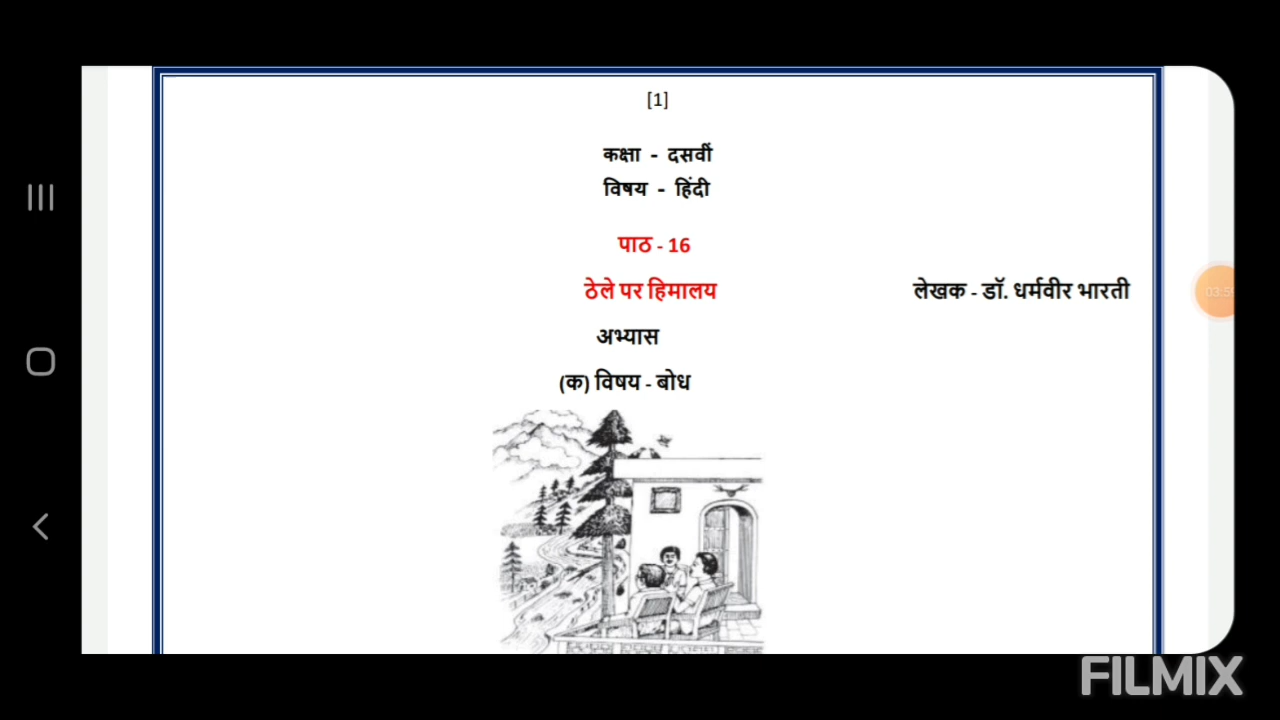 [1]
कक्षा - दसवीं
विषय - हिंदी
पाठ - 16
ठेले पर हिमालय लेखक - डॉ. धर्मवीर भारती
अभ्यास
(क) विषय - बोध
FILMIX